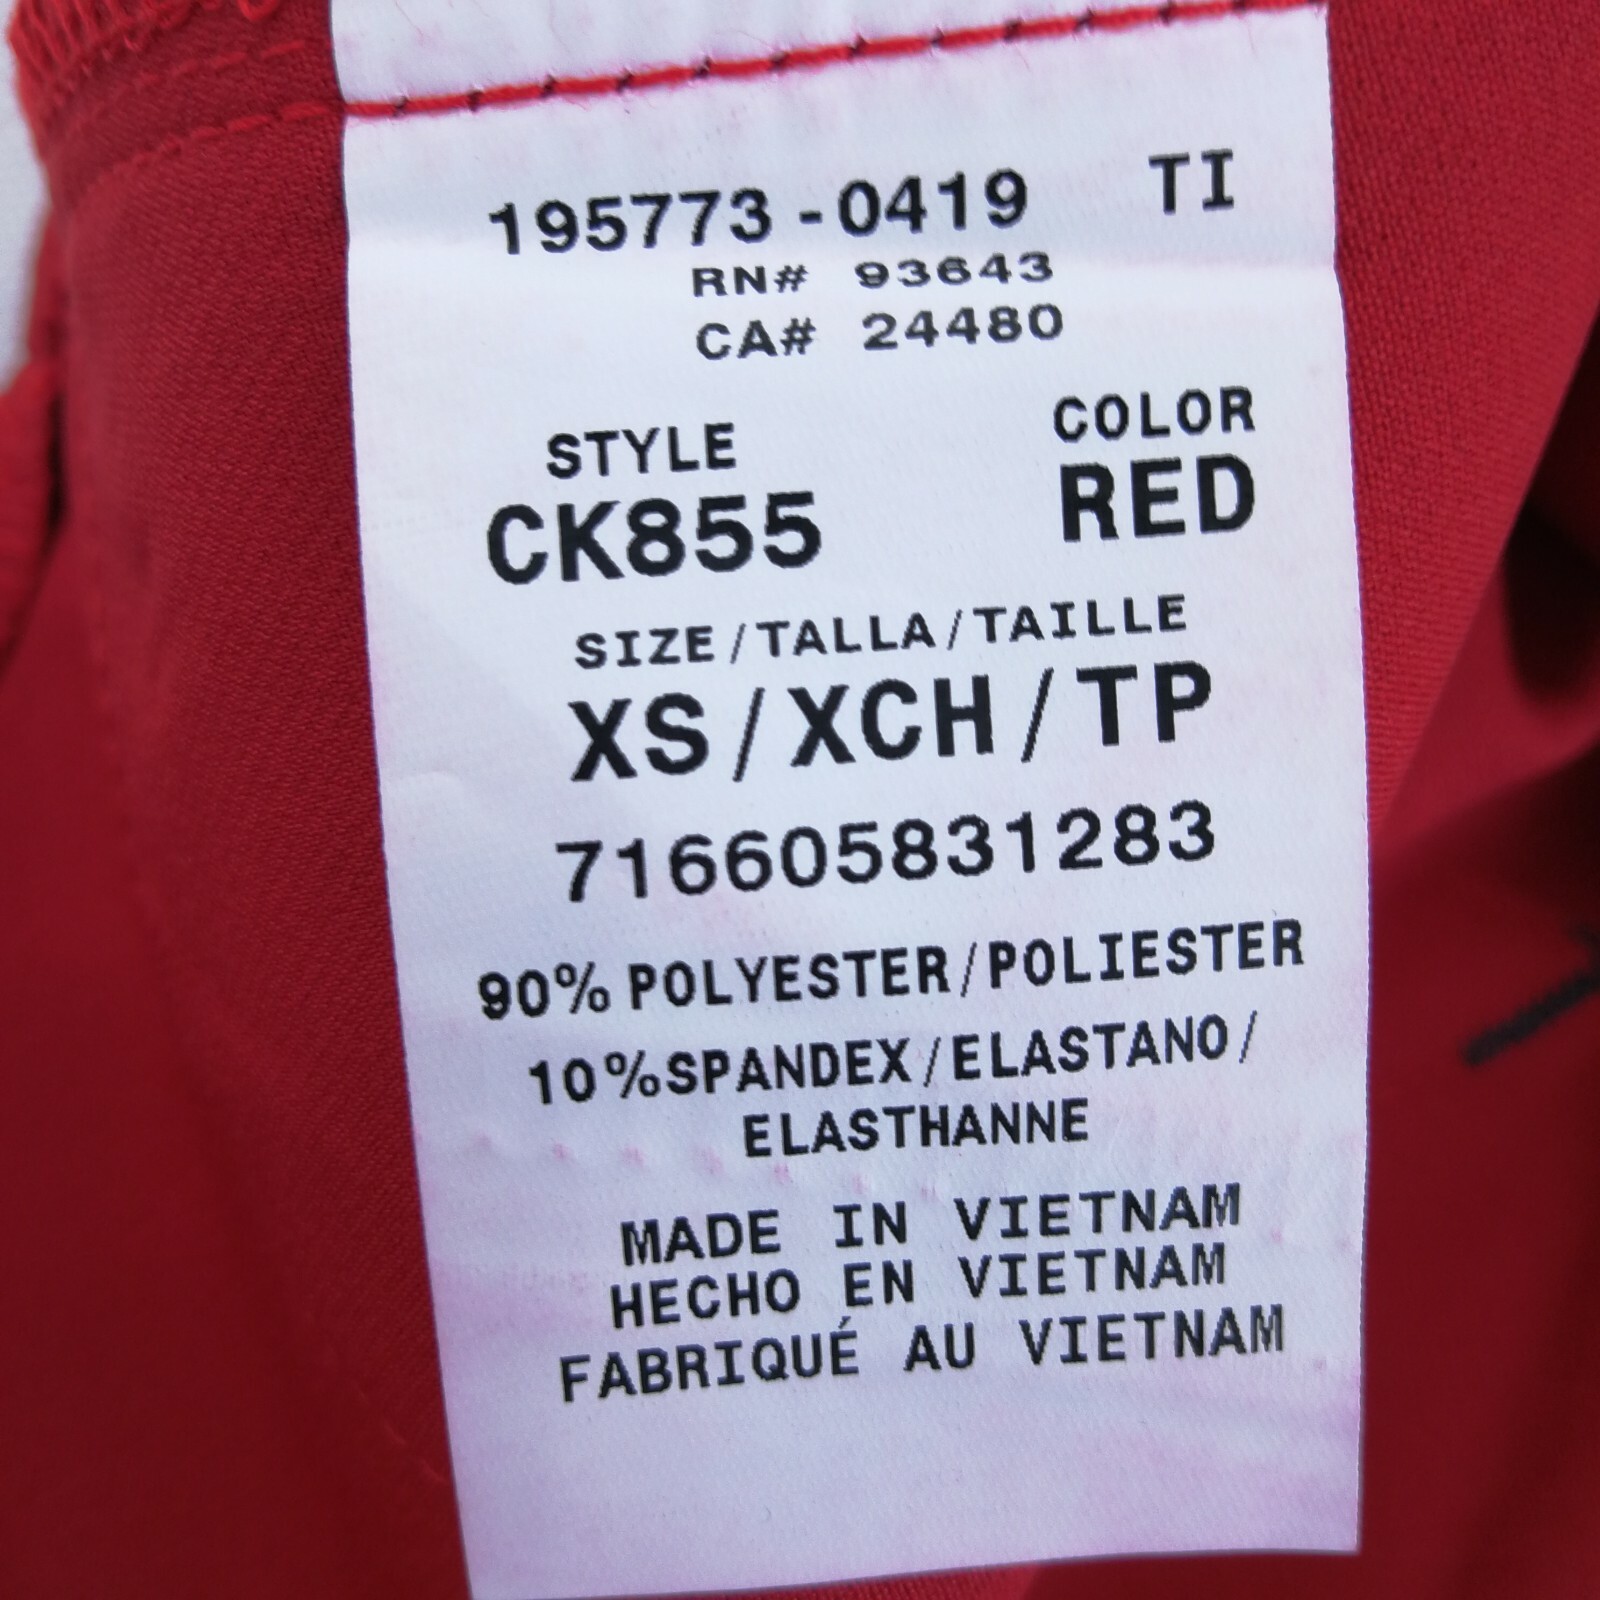 195773-0419 TI
RN# 93643
CA# 24480
STYLE COLOR
CK855 RED
SIZE/TALLA/TAILLE
XS/XCH/TP
716605831283
90% POLYESTER/POLIESTER
10%SPANDEX/ELASTANO/
ELASTHANNE
MADE IN VIETNAM
HECHO EN VIETNAM
FABRIQUÉ AU VIETNAM